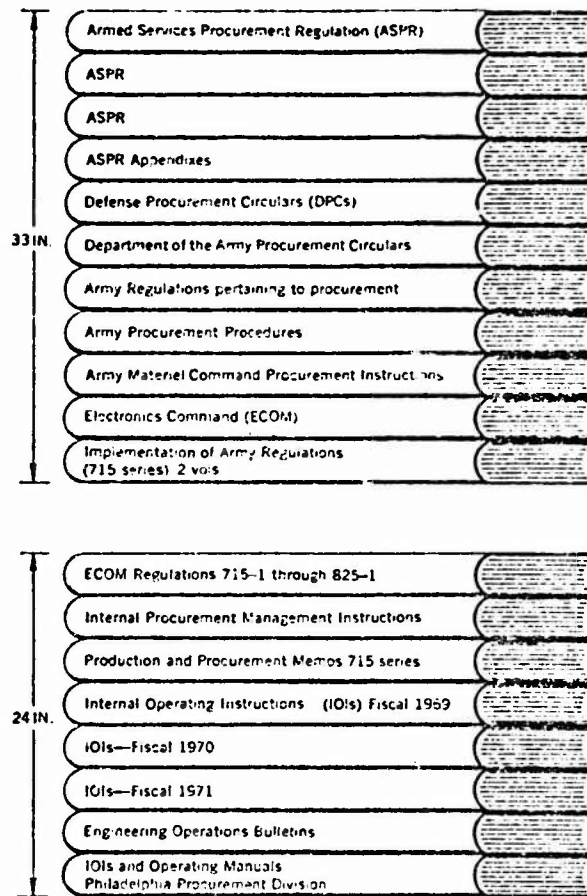 33 IN.
Armed Services Procurement Regulation (ASPR)
ASPR
ASPR
ASPR Appendixes
Defense Procurement Circulars (DPCs)
Department of the Army Procurement Circulars
Army Regulations pertaining to procurement
Army Procurement Procedures
Army Materiel Command Procurement Instructions
Electronics Command (ECOM)
Implementation of Army Regulations
(715 series) 2 vols
24 IN.
ECOM Regulations 715-1 through 825-1
Internal Procurement Management Instructions
Production and Procurement Memos 715 series
Internal Operating Instructions (IOIs) Fiscal 1969
IOIs—Fiscal 1970
IOIs—Fiscal 1971
Engineering Operations Bulletins
IOIs and Operating Manuals
Philadelphia Procurement Division